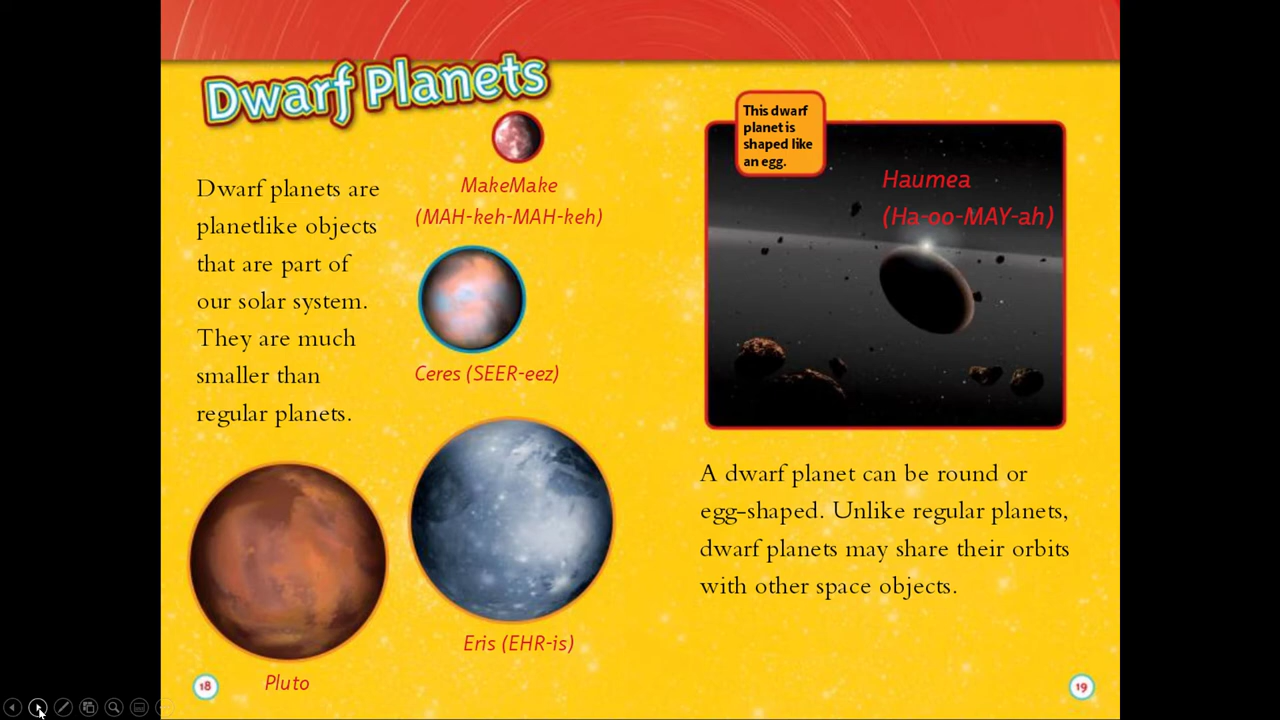 Dwarf Planets
Dwarf planets are
planetlike objects
that are part of
our solar system.
They are much
smaller than
regular planets.
MakeMake
(MAH-keh-MAH-keh)
Ceres (SEER-eez)
Eris (EHR-is)
Pluto
18
This dwarf
planet is
shaped like
an egg.
Haumea
(Ha-oo-MAY-ah)
A dwarf planet can be round or
egg-shaped. Unlike regular planets,
dwarf planets may share their orbits
with other space objects.
19